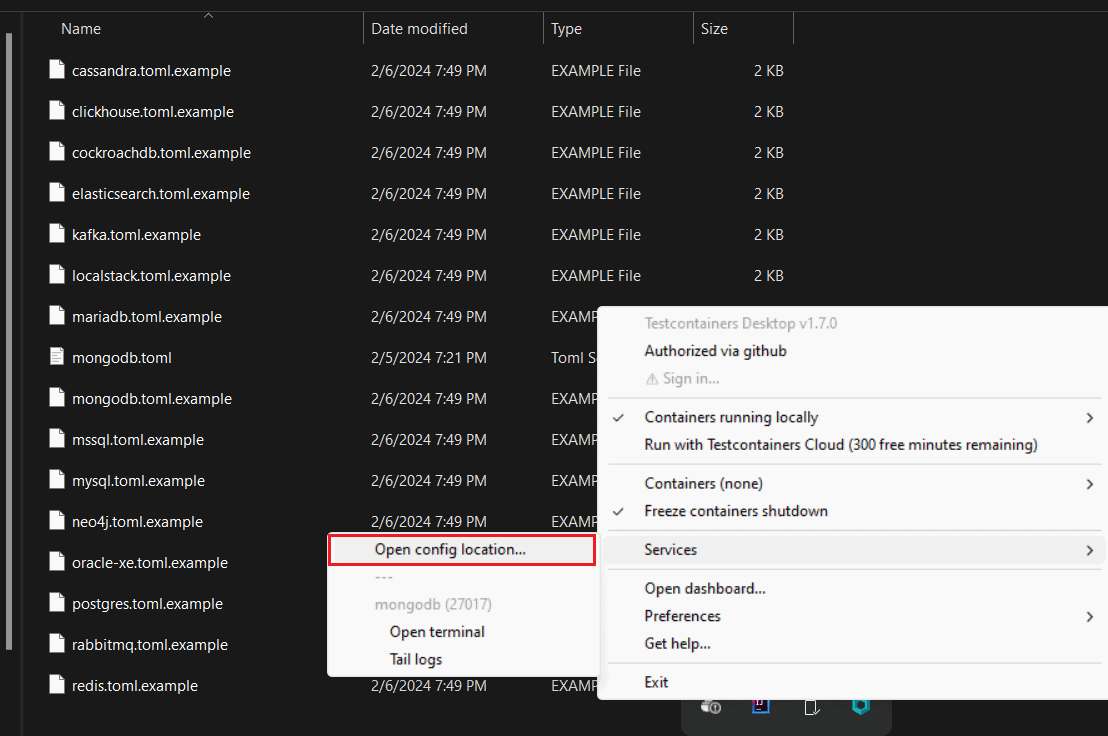 Name Date modified Type Size
cassandra.toml.example 2/6/2024 7:49 PM EXAMPLE File 2 KB
clickhouse.toml.example 2/6/2024 7:49 PM EXAMPLE File 2 KB
cockroachdb.toml.example 2/6/2024 7:49 PM EXAMPLE File 2 KB
elasticsearch.toml.example 2/6/2024 7:49 PM EXAMPLE File 2 KB
kafka.toml.example 2/6/2024 7:49 PM EXAMPLE File 2 KB
localstack.toml.example 2/6/2024 7:49 PM EXAMPLE File 2 KB
mariadb.toml.example 2/6/2024 7:49 PM EXAMP
mongodb.toml 2/5/2024 7:21 PM Toml S
mongodb.toml.example 2/6/2024 7:49 PM EXAMP
mssql.toml.example 2/6/2024 7:49 PM EXAMP
mysql.toml.example 2/6/2024 7:49 PM EXAMP
neo4j.toml.example 2/6/2024 7:49 PM EXAMP
oracle-xe.toml.example
postgres.toml.example
rabbitmq.toml.example
redis.toml.example 2/6/2024 7:49 PM EXAMP
Testcontainers Desktop v1.7.0
Authorized via github
⚠ Sign in...
✓ Containers running locally >
Run with Testcontainers Cloud (300 free minutes remaining)
Containers (none) >
✓ Freeze containers shutdown
Services >
Open dashboard...
Preferences >
Get help...
Exit
Open config location...
---
mongodb (27017)
Open terminal
Tail logs